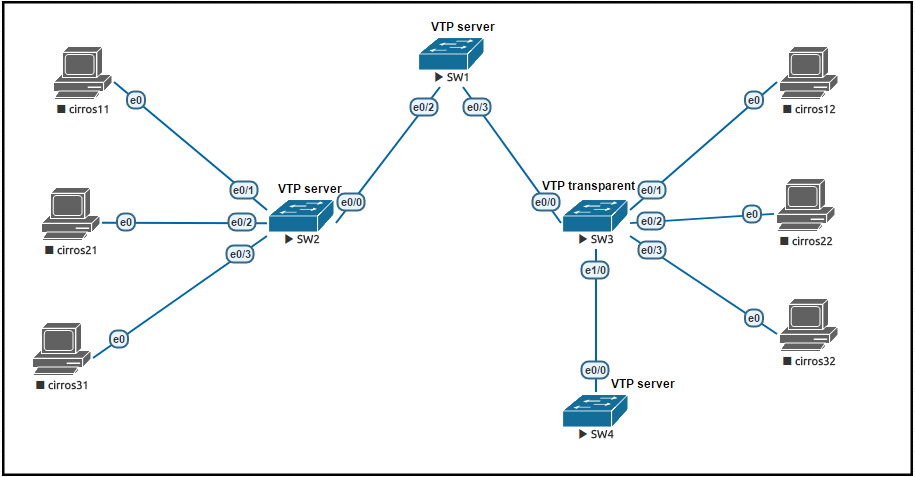 VTP server
SW1
cirros11
e0
e0/2
e0/3
e0
cirros12
VTP server
e0/1
e0/0
SW2
VTP transparent
e0/0
e0/1
SW3
cirros21
e0
e0/2
e0/2
e0
cirros22
e0/3
e0/3
e1/0
cirros31
e0
e0
cirros32
e0/0
VTP server
SW4